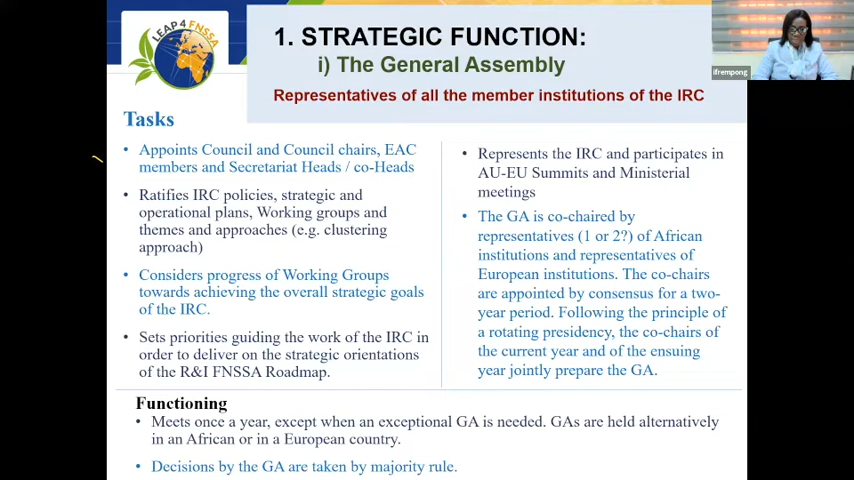 LEAP 4 FNSSA
1. STRATEGIC FUNCTION:
i) The General Assembly
Representatives of all the member institutions of the IRC
ifrempong
Tasks
• Appoints Council and Council chairs, EAC
members and Secretariat Heads / co-Heads
• Ratifies IRC policies, strategic and
operational plans, Working groups and
themes and approaches (e.g. clustering
approach)
• Considers progress of Working Groups
towards achieving the overall strategic goals
of the IRC.
• Sets priorities guiding the work of the IRC in
order to deliver on the strategic orientations
of the R&I FNSSA Roadmap.
• Represents the IRC and participates in
AU-EU Summits and Ministerial
meetings
• The GA is co-chaired by
representatives (1 or 2?) of African
institutions and representatives of
European institutions. The co-chairs
are appointed by consensus for a two-
year period. Following the principle of
a rotating presidency, the co-chairs of
the current year and of the ensuing
year jointly prepare the GA.
Functioning
• Meets once a year, except when an exceptional GA is needed. GAs are held alternatively
in an African or in a European country.
• Decisions by the GA are taken by majority rule.